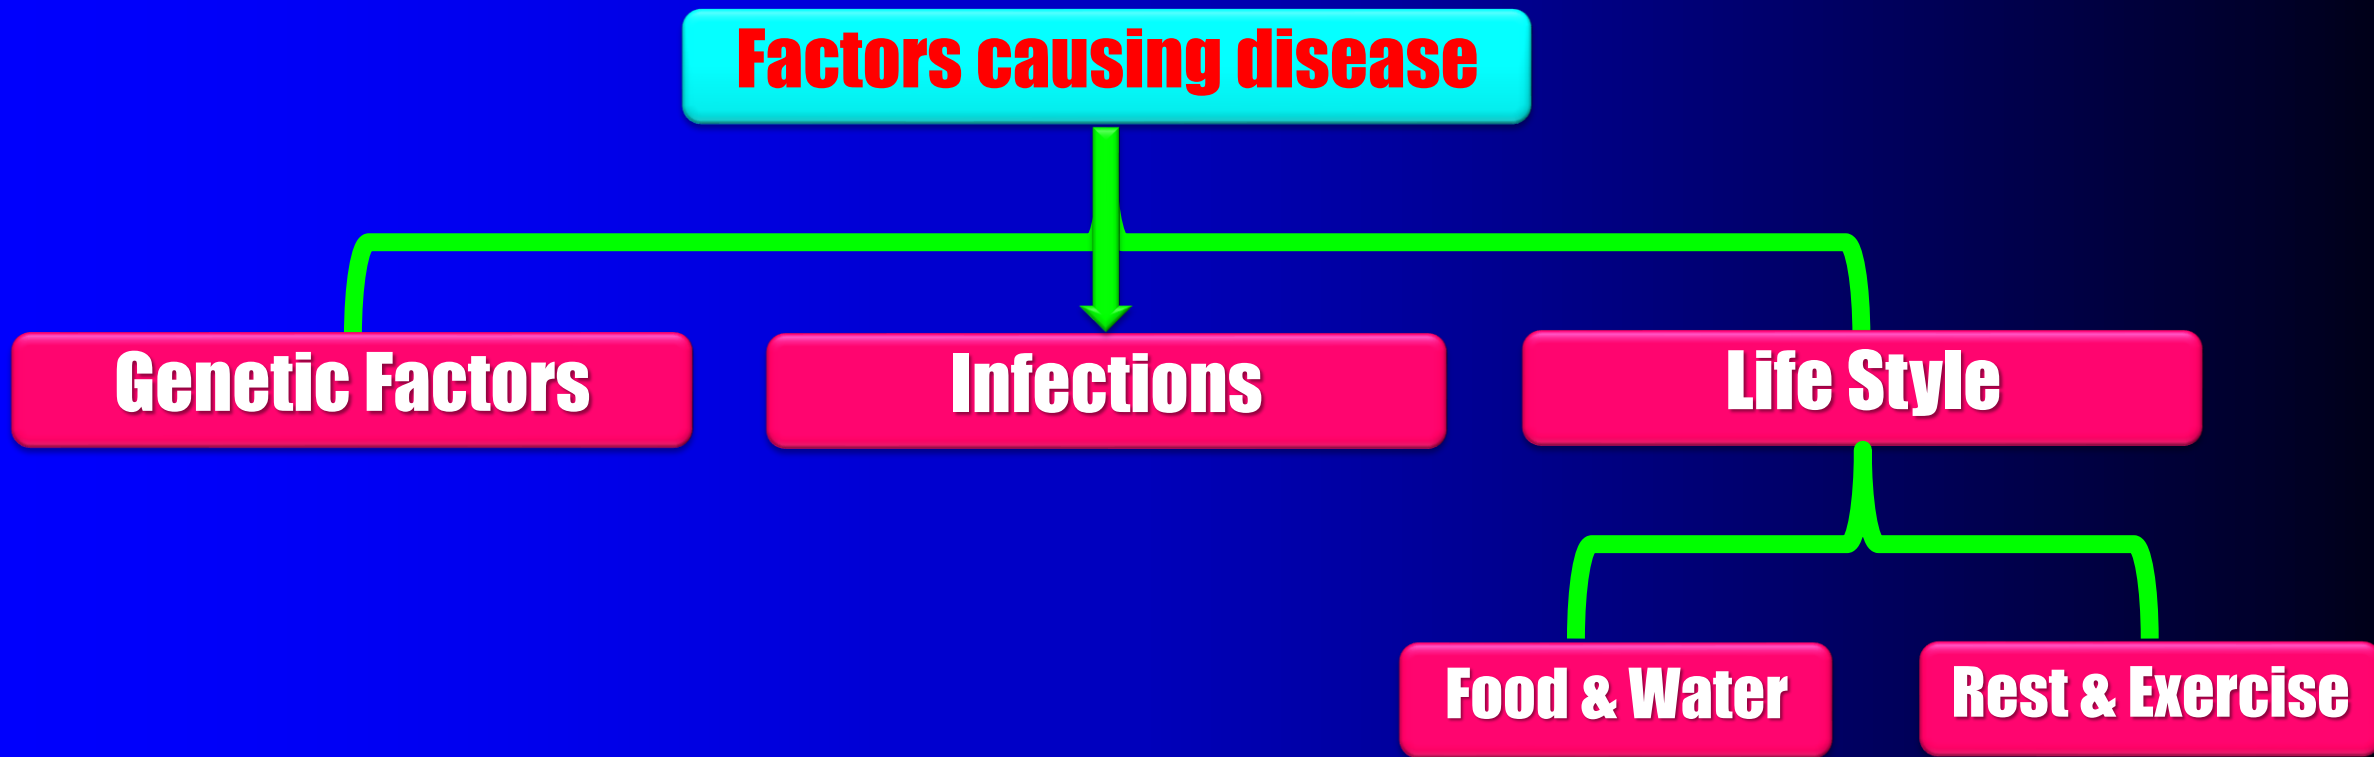 Factors causing disease
Genetic Factors
Infections
Life Style
Food & Water
Rest & Exercise